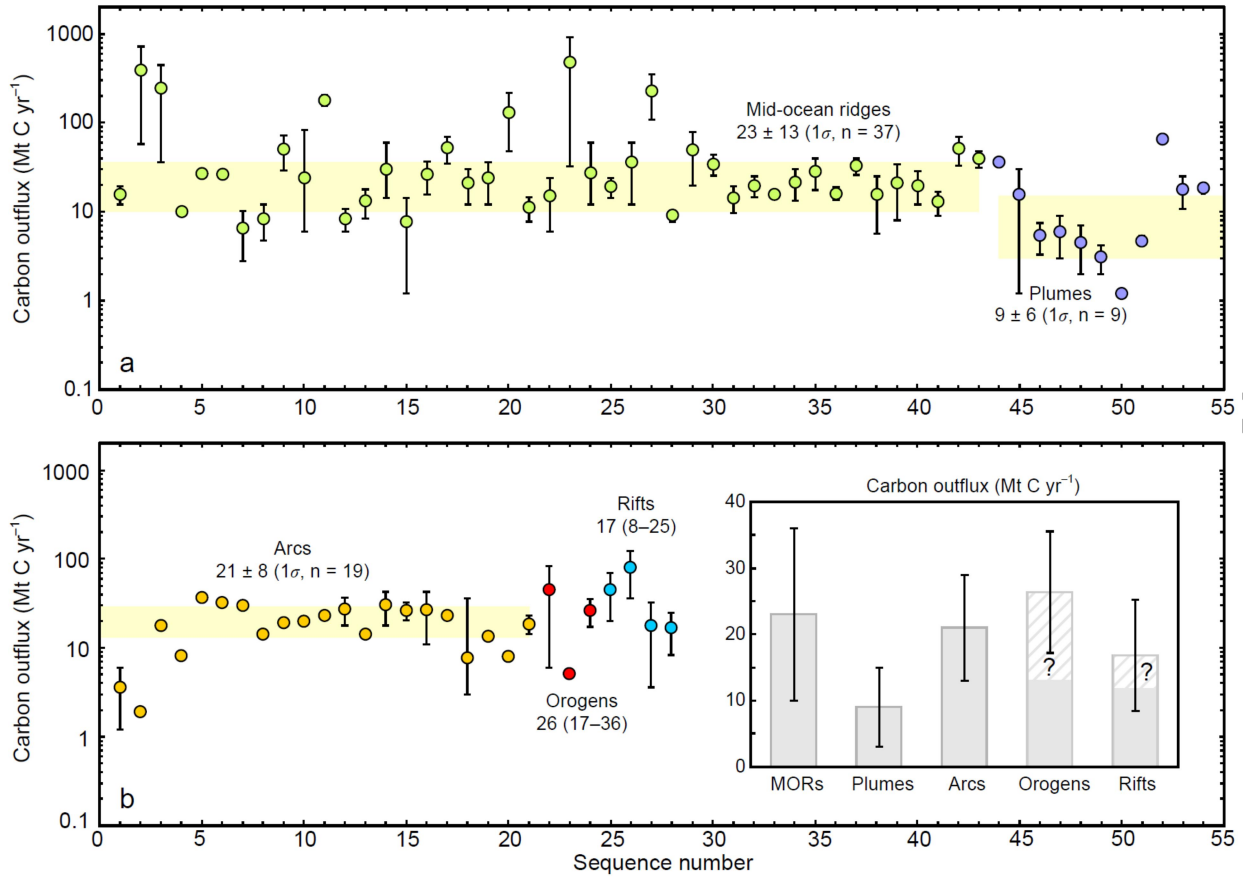 1000
100
10
1
0.1
Carbon outflux (Mt C yr⁻¹)
Mid-ocean ridges
23 ± 13 (1σ, n = 37)
Plumes
9 ± 6 (1σ, n = 9)
a
0 5 10 15 20 25 30 35 40 45 50 55
1000
100
10
1
0.1
Carbon outflux (Mt C yr⁻¹)
Arcs
21 ± 8 (1σ, n = 19)
Rifts
17 (8–25)
Orogens
26 (17–36)
b
Carbon outflux (Mt C yr⁻¹)
40
30
20
10
0
? ?
MORs Plumes Arcs Orogens Rifts
0 5 10 15 20 25 30 35 40 45 50 55
Sequence number